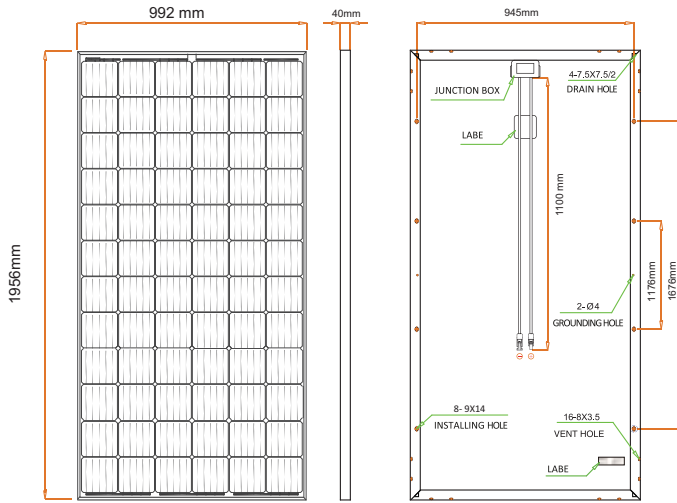 992 mm
40mm
945mm
4-7.5X7.5/2
DRAIN HOLE
JUNCTION BOX
LABE
1100 mm
1956mm
1176mm
1676mm
2-Ø4
GROUNDING HOLE
8- 9X14
INSTALLING HOLE
16-8X3.5
VENT HOLE
LABE